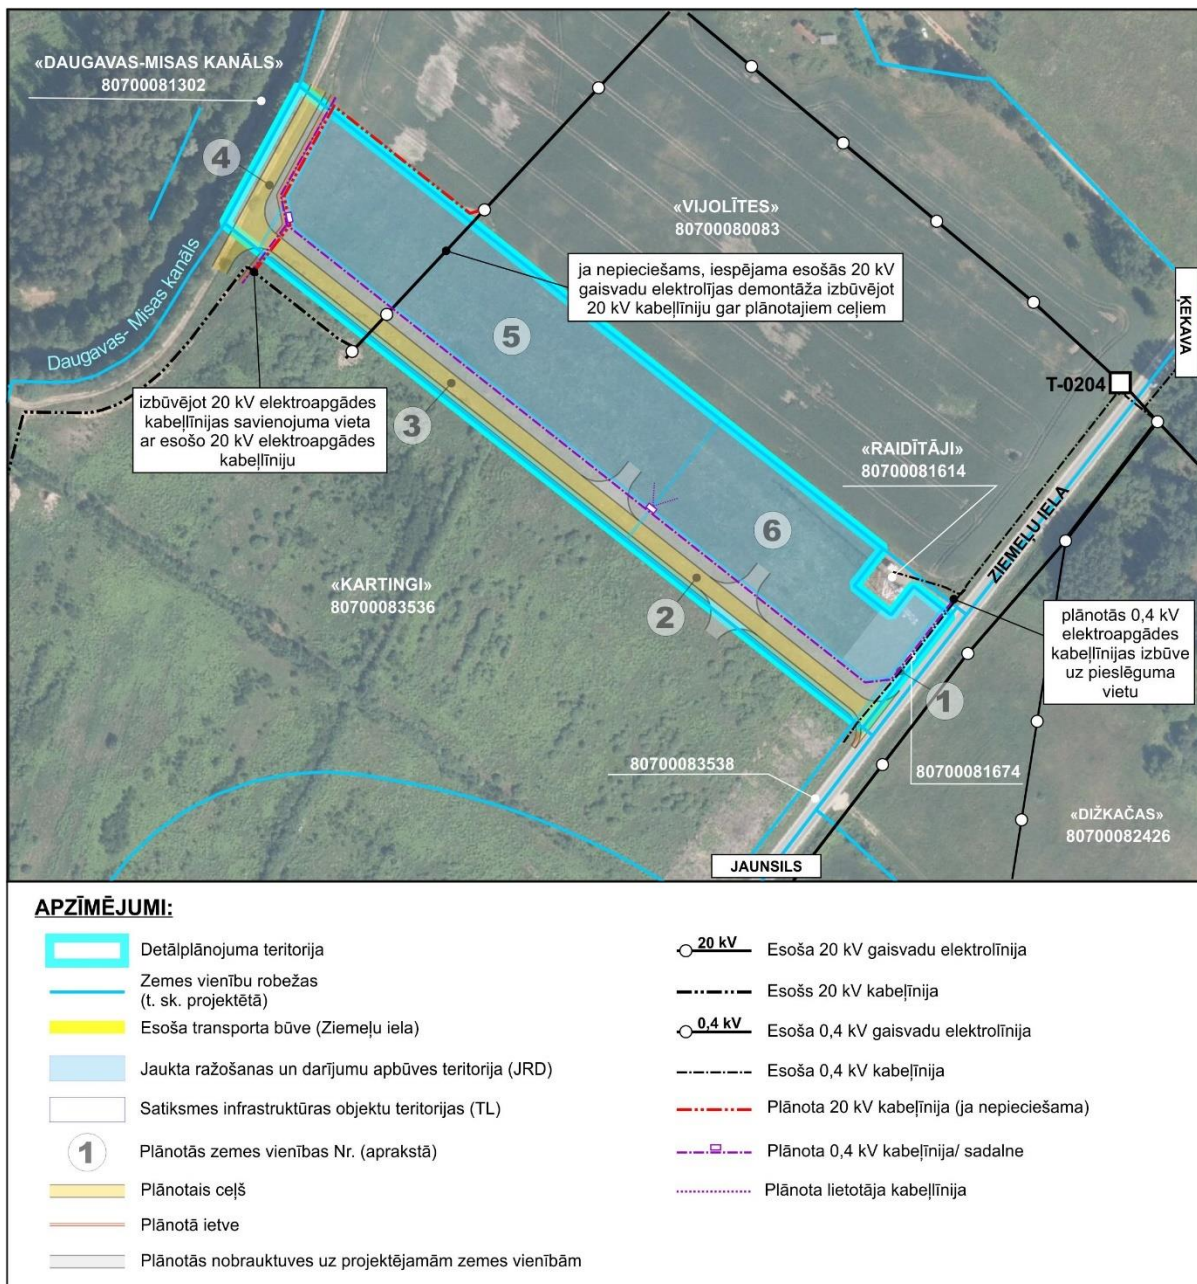 «DAUGAVAS-MISAS KANĀLS»
80700081302
4
«VIJOLĪTES»
80700080083
ja nepieciešams, iespējama esošās 20 kV
gaisvadu elektrolījas demontāža izbūvējot
20 kV kabeļlīniju gar plānotajiem ceļiem
ĶEKAVA
Daugavas- Misas kanāls
5
T-0204
izbūvējot 20 kV elektroapgādes
kabeļlīnijas savienojuma vieta
ar esošo 20 kV elektroapgādes
kabeļlīniju
3
«RAIDĪTĀJI»
80700081614
ZIEMEĻU IELA
6
«KARTINGI»
80700083536
2
plānotās 0,4 kV
elektroapgādes
kabeļlīnijas izbūve
uz pieslēguma
vietu
1
80700083538
80700081674
«DIŽKAČAS»
80700082426
JAUNSILS
APZĪMĒJUMI:
Detālplānojuma teritorija
Zemes vienību robežas
(t. sk. projektētā)
Esoša transporta būve (Ziemeļu iela)
Jaukta ražošanas un darījumu apbūves teritorija (JRD)
Satiksmes infrastruktūras objektu teritorijas (TL)
1 Plānotās zemes vienības Nr. (aprakstā)
Plānotais ceļš
Plānotā ietve
Plānotās nobrauktuves uz projektējamām zemes vienībām
20 kV Esoša 20 kV gaisvadu elektrolīnija
Esošs 20 kV kabeļīnija
0,4 kV Esoša 0,4 kV gaisvadu elektrolīnija
Esoša 0,4 kV kabeļīnija
Plānota 20 kV kabeļīnija (ja nepieciešama)
Plānota 0,4 kV kabeļīnija/ sadalne
Plānota lietotāja kabeļlīnija